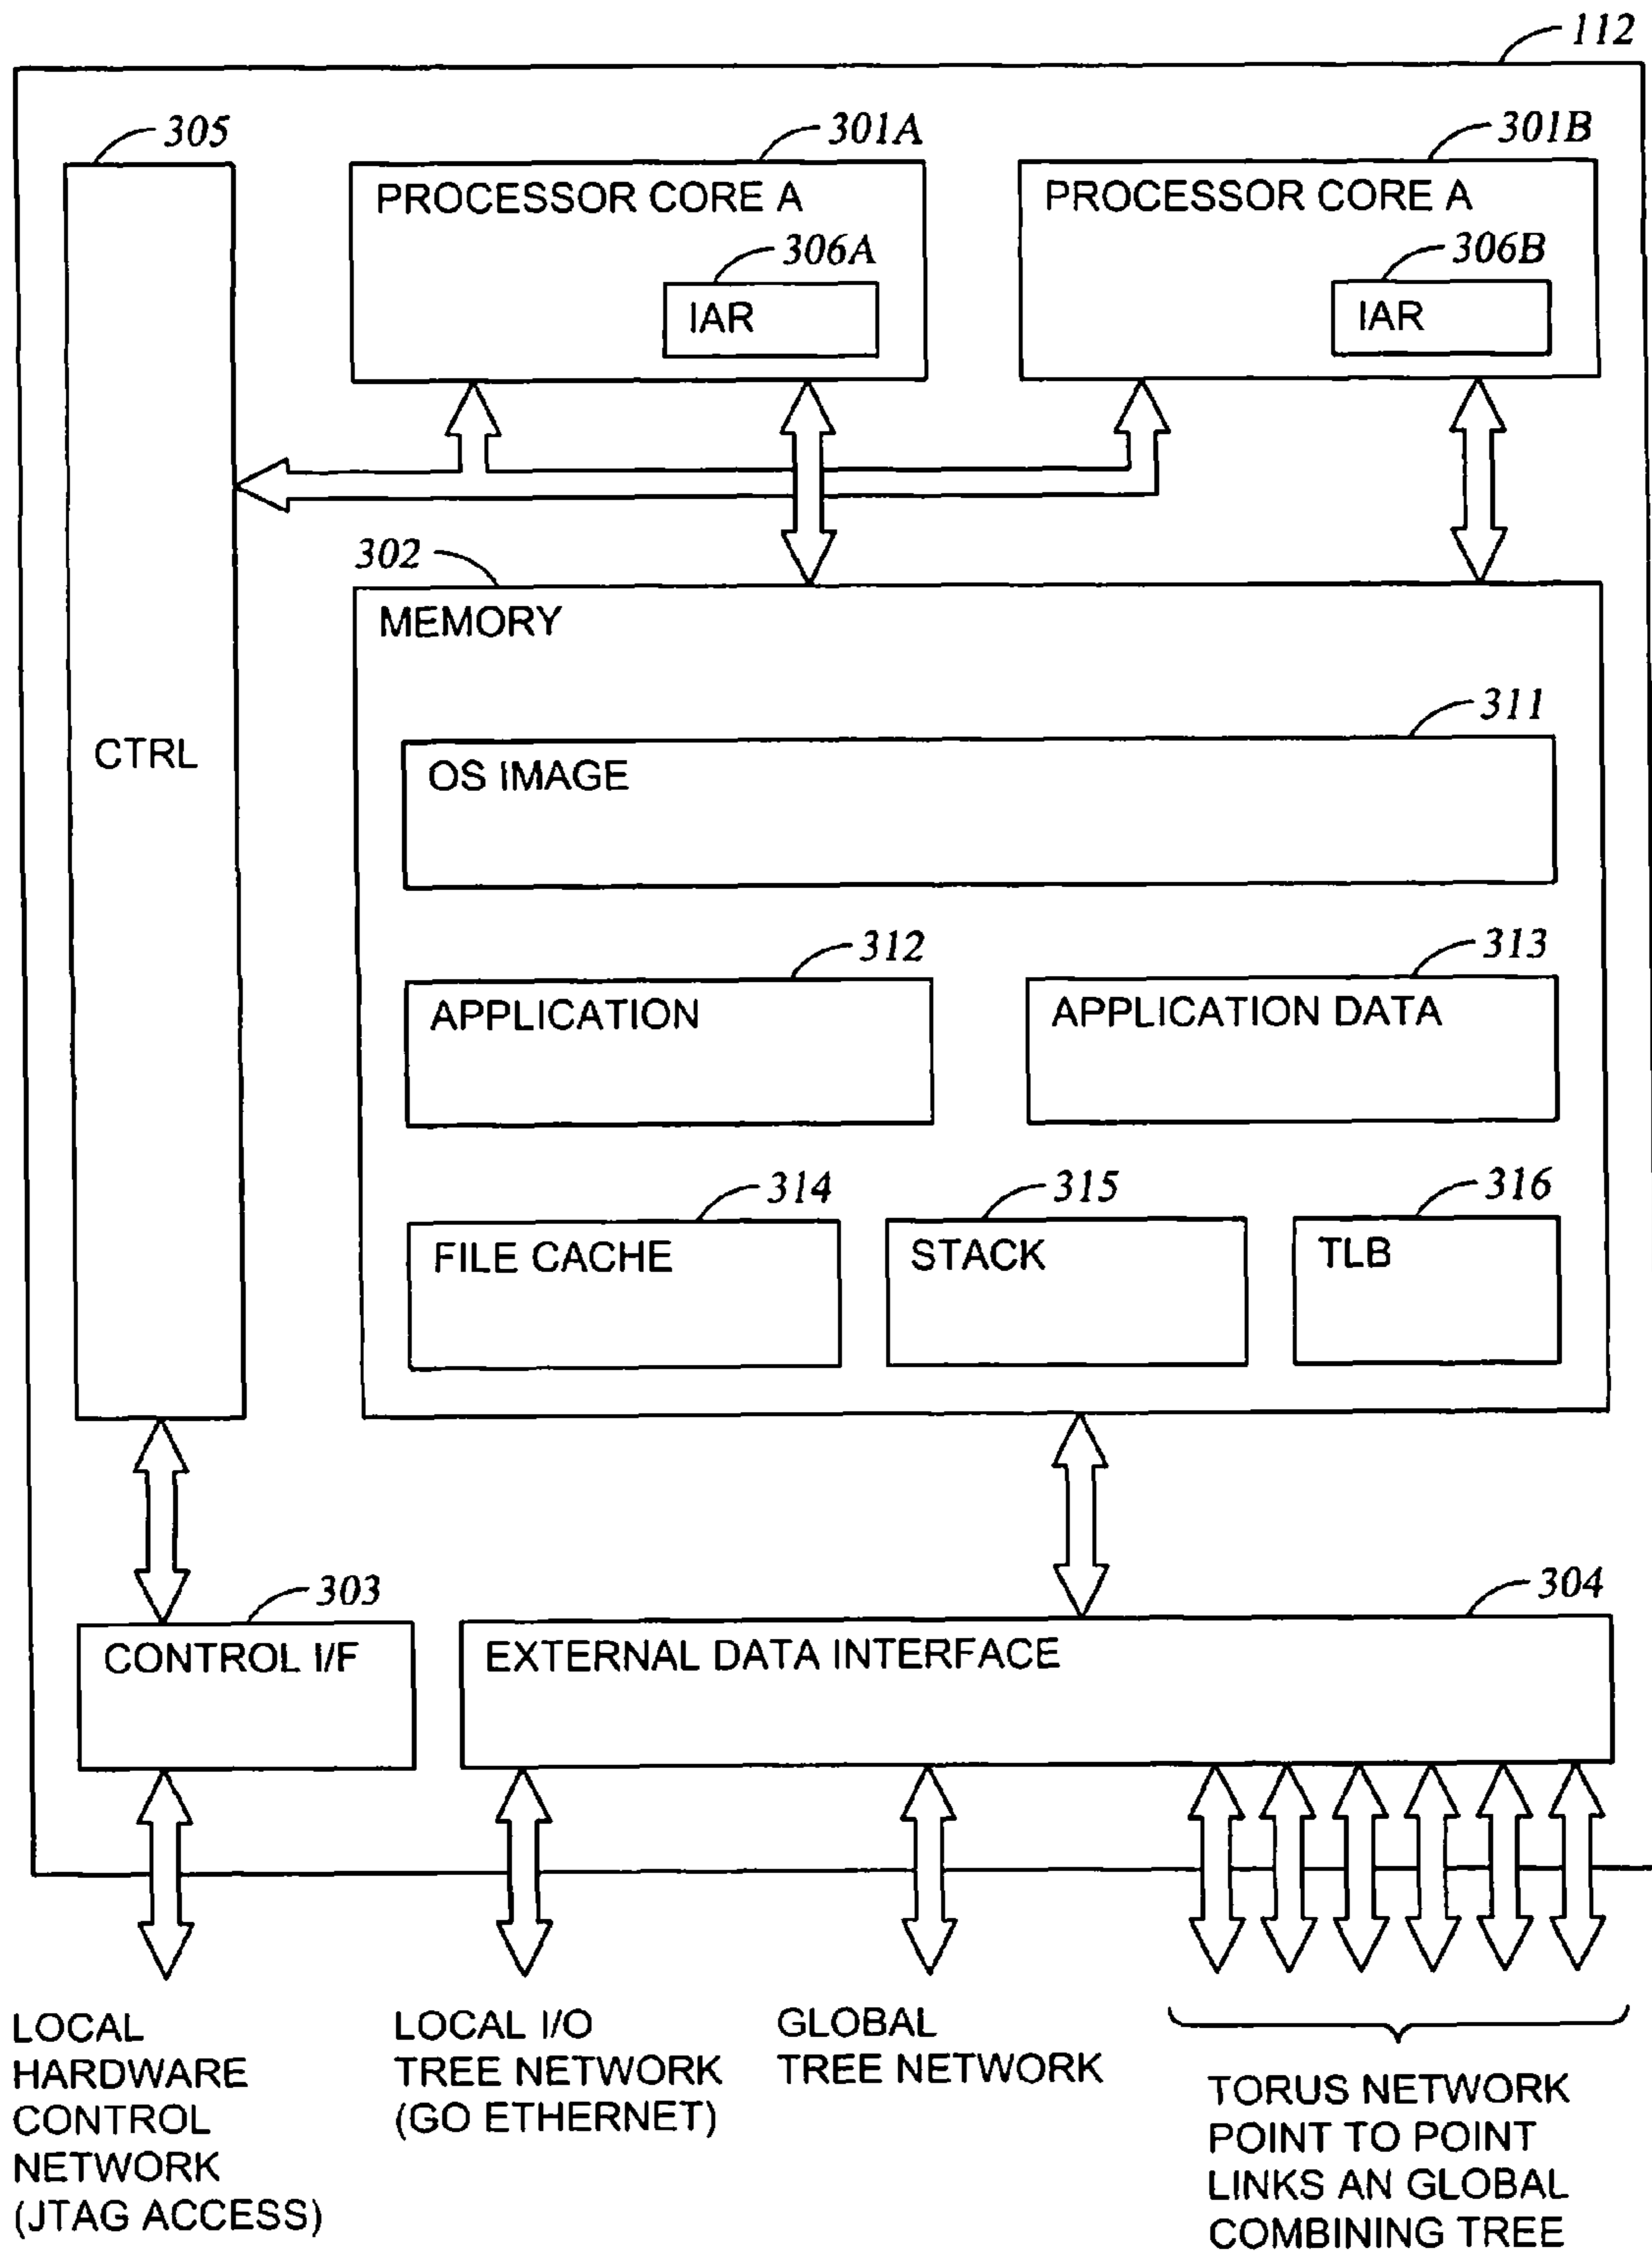 112
305
301A
301B
PROCESSOR CORE A
PROCESSOR CORE A
306A
306B
IAR
IAR
302
MEMORY
CTRL
311
OS IMAGE
312
313
APPLICATION
APPLICATION DATA
314
315
316
FILE CACHE
STACK
TLB
303
304
CONTROL I/F
EXTERNAL DATA INTERFACE
LOCAL
HARDWARE
CONTROL
NETWORK
(JTAG ACCESS)
LOCAL I/O
TREE NETWORK
(GO ETHERNET)
GLOBAL
TREE NETWORK
TORUS NETWORK
POINT TO POINT
LINKS AN GLOBAL
COMBINING TREE